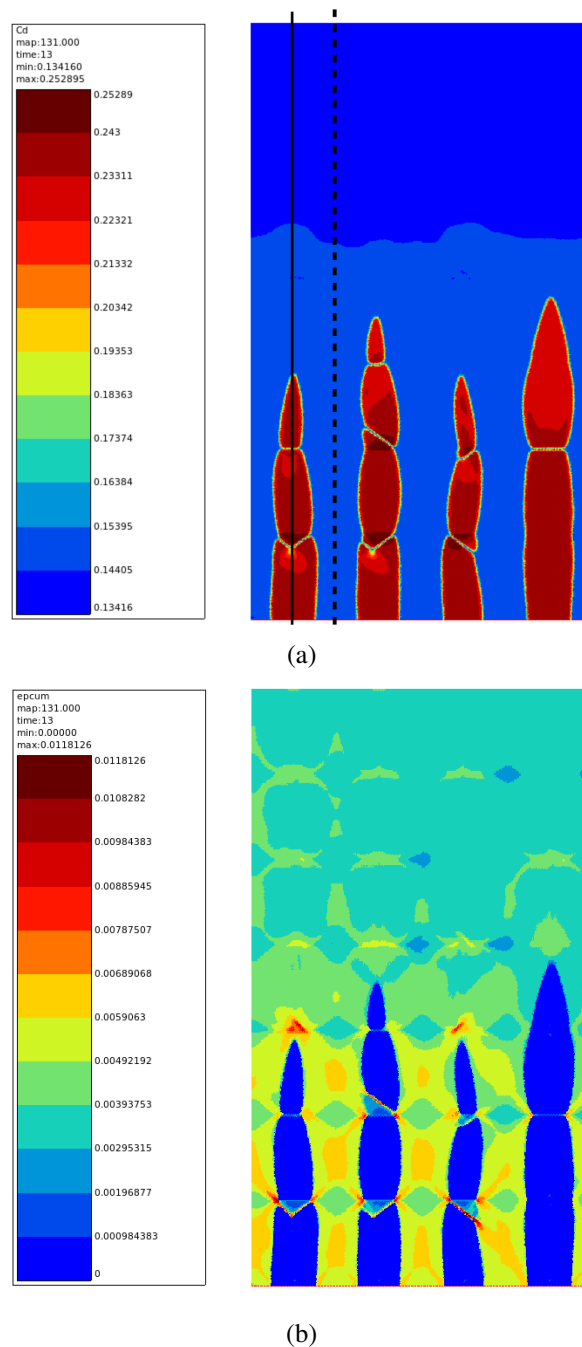 Cd
map:131.000
time:13
min:0.134160
max:0.252895
0.25289
0.243
0.23311
0.22321
0.21332
0.20342
0.19353
0.18363
0.17374
0.16384
0.15395
0.14405
0.13416
(a)
epcum
map:131.000
time:13
min:0.00000
max:0.0118126
0.0118126
0.0108282
0.00984383
0.00885945
0.00787507
0.00689068
0.0059063
0.00492192
0.00393753
0.00295315
0.00196877
0.000984383
0
(b)